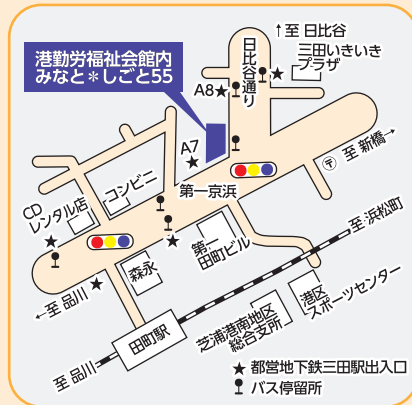 ↑至 日比谷
三田いきいき
プラザ
日比谷通り
港勤労福祉会館内
みなと＊しごと55
A8★
A7
★
〒 至 新橋→
第一京浜
CD
レンタル店
コンビニ
第一
田町ビル
森永
←至 品川
至 浜松町
港区
スポーツセンター
芝浦港南地区
総合支所
田町駅
至 品川
★ 都営地下鉄三田駅出入口
バス停留所